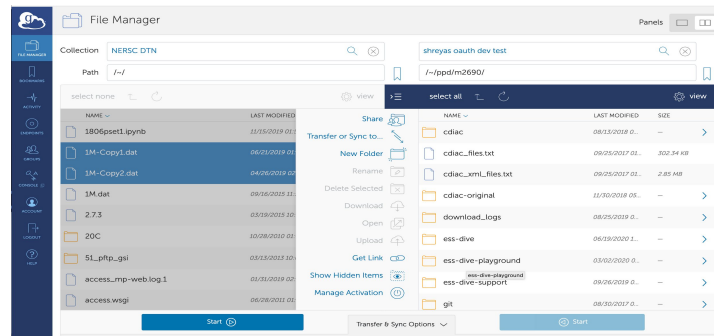 File Manager
Panels
FILE MANAGER
BOOKMARKS
ACTIVITY
ENDPOINTS
GROUPS
CONSOLE
ACCOUNT
LOGOUT
HELP
Collection NERSC DTN
Path /~/
select none view
NAME LAST MODIFIED
1806pset1.ipynb 11/15/2019 01:1
1M-Copy1.dat 06/21/2019 01:
1M-Copy2.dat 04/26/2019 02
1M.dat 09/16/2015 11:
2.7.3 03/19/2015 10:
20C 10/28/2010 01:
51_pftp_gsi 03/13/2013 10:
access_mp-web.log.1 01/31/2019 02:
access.wsgi 06/28/2011 01:
Share
Transfer or Sync to...
New Folder
Rename
Delete Selected
Download
Open
Upload
Get Link
Show Hidden Items
Manage Activation
shreyas oauth dev test
/~/ppd/m2690/
select all view
NAME LAST MODIFIED SIZE
cdiac 08/13/2018 0... —
cdiac_files.txt 09/25/2017 01... 302.34 KB
cdiac_xml_files.txt 09/25/2017 01... 2.85 MB
cdiac-original 11/30/2018 05... —
download_logs 08/25/2019 0... —
ess-dive 06/19/2020 1... —
ess-dive-playground 03/02/2020 0... —
ess-dive-playground
ess-dive-support 09/26/2019 0... —
git 08/30/2017 0... —
Start
Transfer & Sync Options
Start